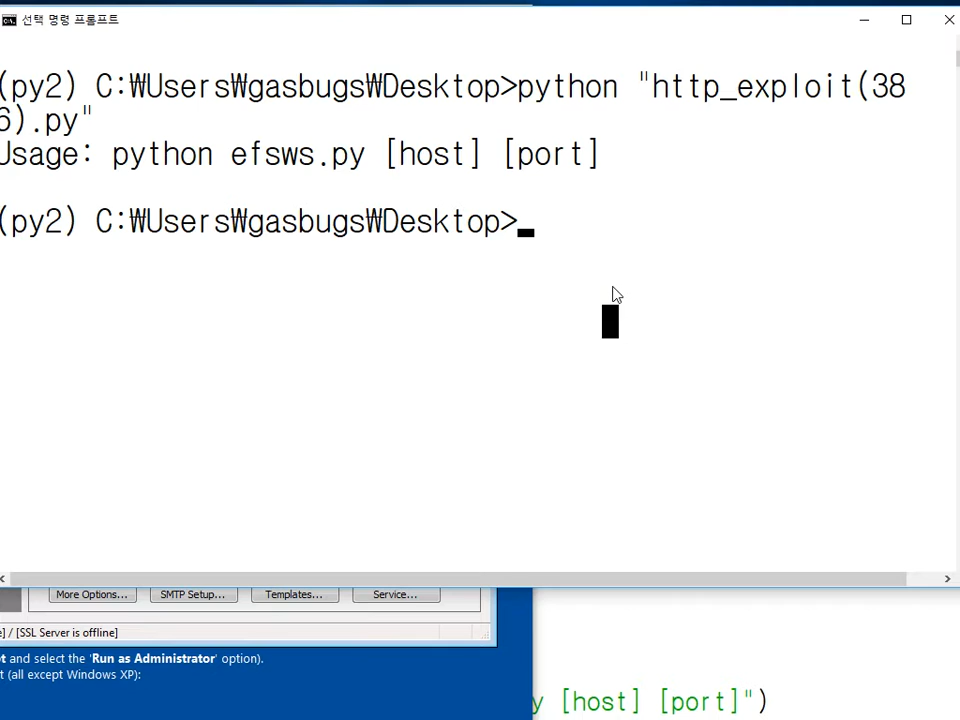 선택 명령 프롬프트
(py2) C:₩Users₩gasbugs₩Desktop>python "http_exploit(38
6).py"
Usage: python efsws.py [host] [port]
(py2) C:₩Users₩gasbugs₩Desktop>
More Options... SMTP Setup... Templates... Service...
] / [SSL Server is offline]
and select the 'Run as Administrator' option).
(all except Windows XP):
y [host] [port]")